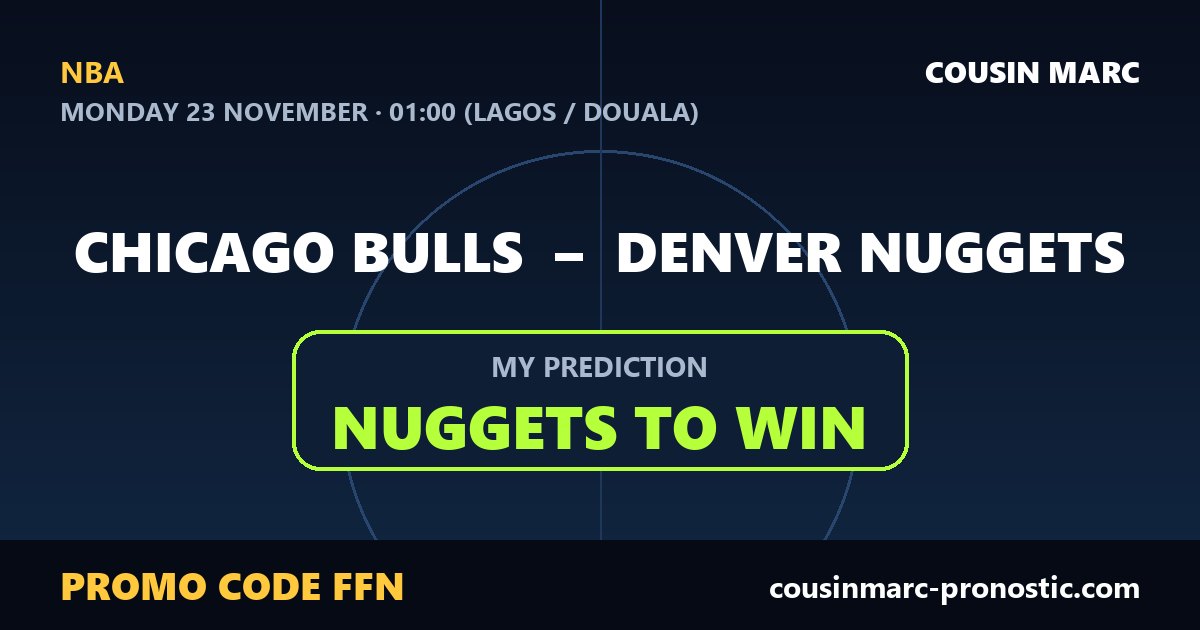 NBA
COUSIN MARC
MONDAY 23 NOVEMBER · 01:00 (LAGOS / DOUALA)
CHICAGO BULLS – DENVER NUGGETS
MY PREDICTION
NUGGETS TO WIN
PROMO CODE FFN
cousinmarc-pronostic.com